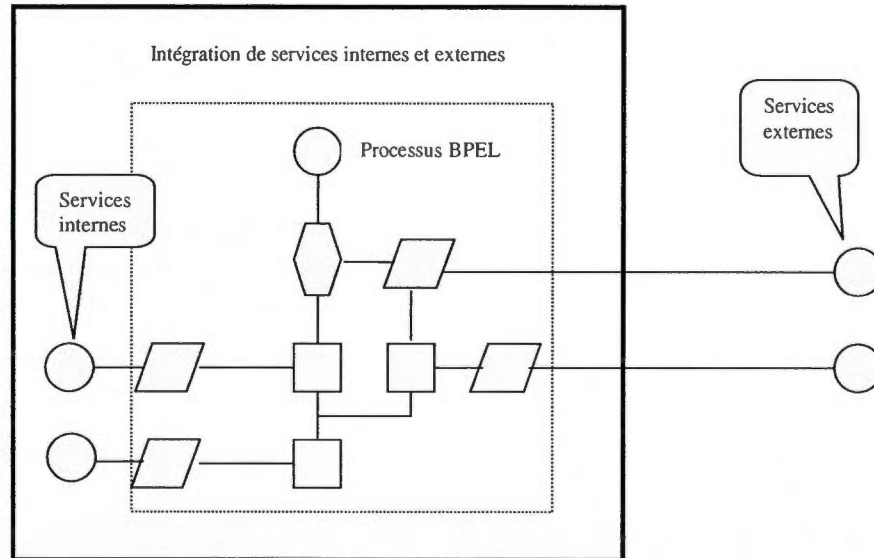 Intégration de services internes et externes
Services
externes
Processus BPEL
Services
internes